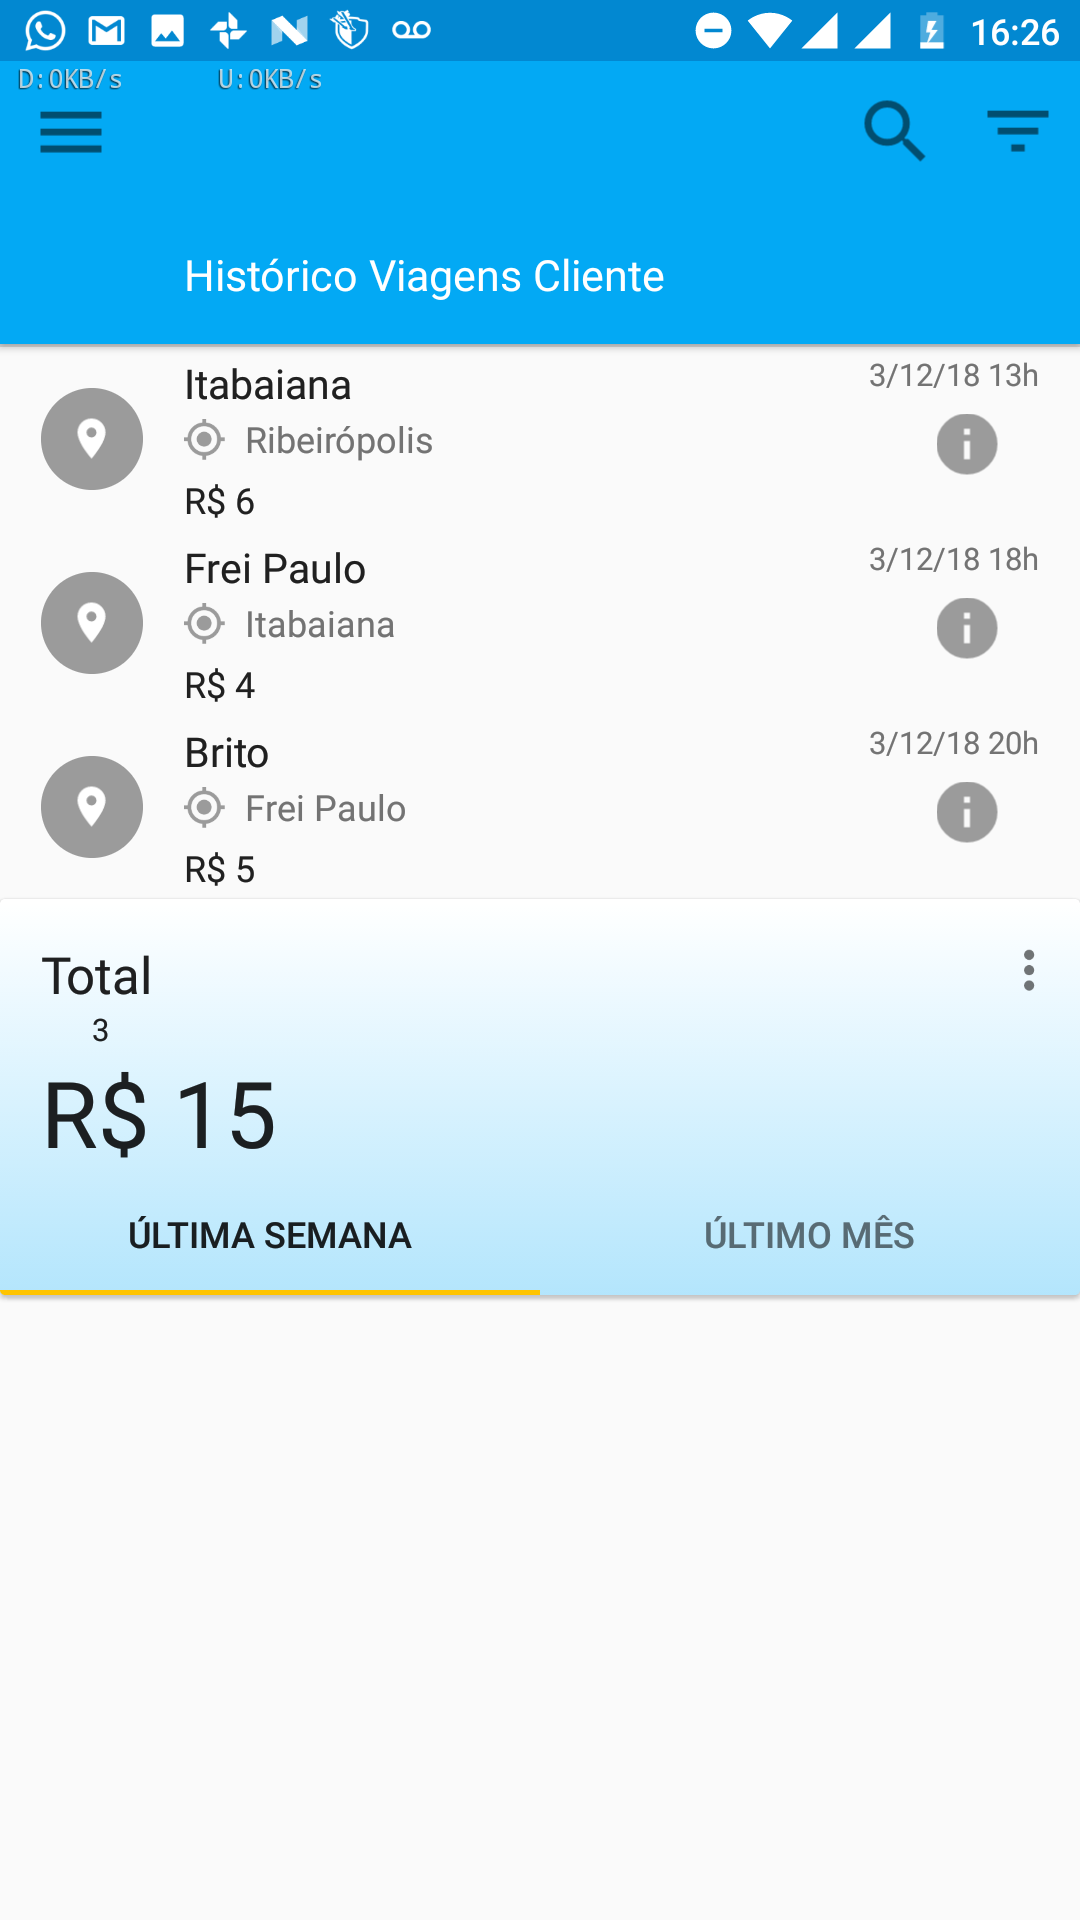 16:26
D:0KB/s U:0KB/s
Histórico Viagens Cliente
Itabaiana
3/12/18 13h
Ribeirópolis
R$ 6
Frei Paulo
3/12/18 18h
Itabaiana
R$ 4
Brito
3/12/18 20h
Frei Paulo
R$ 5
Total
3
R$ 15
ÚLTIMA SEMANA ÚLTIMO MÊS